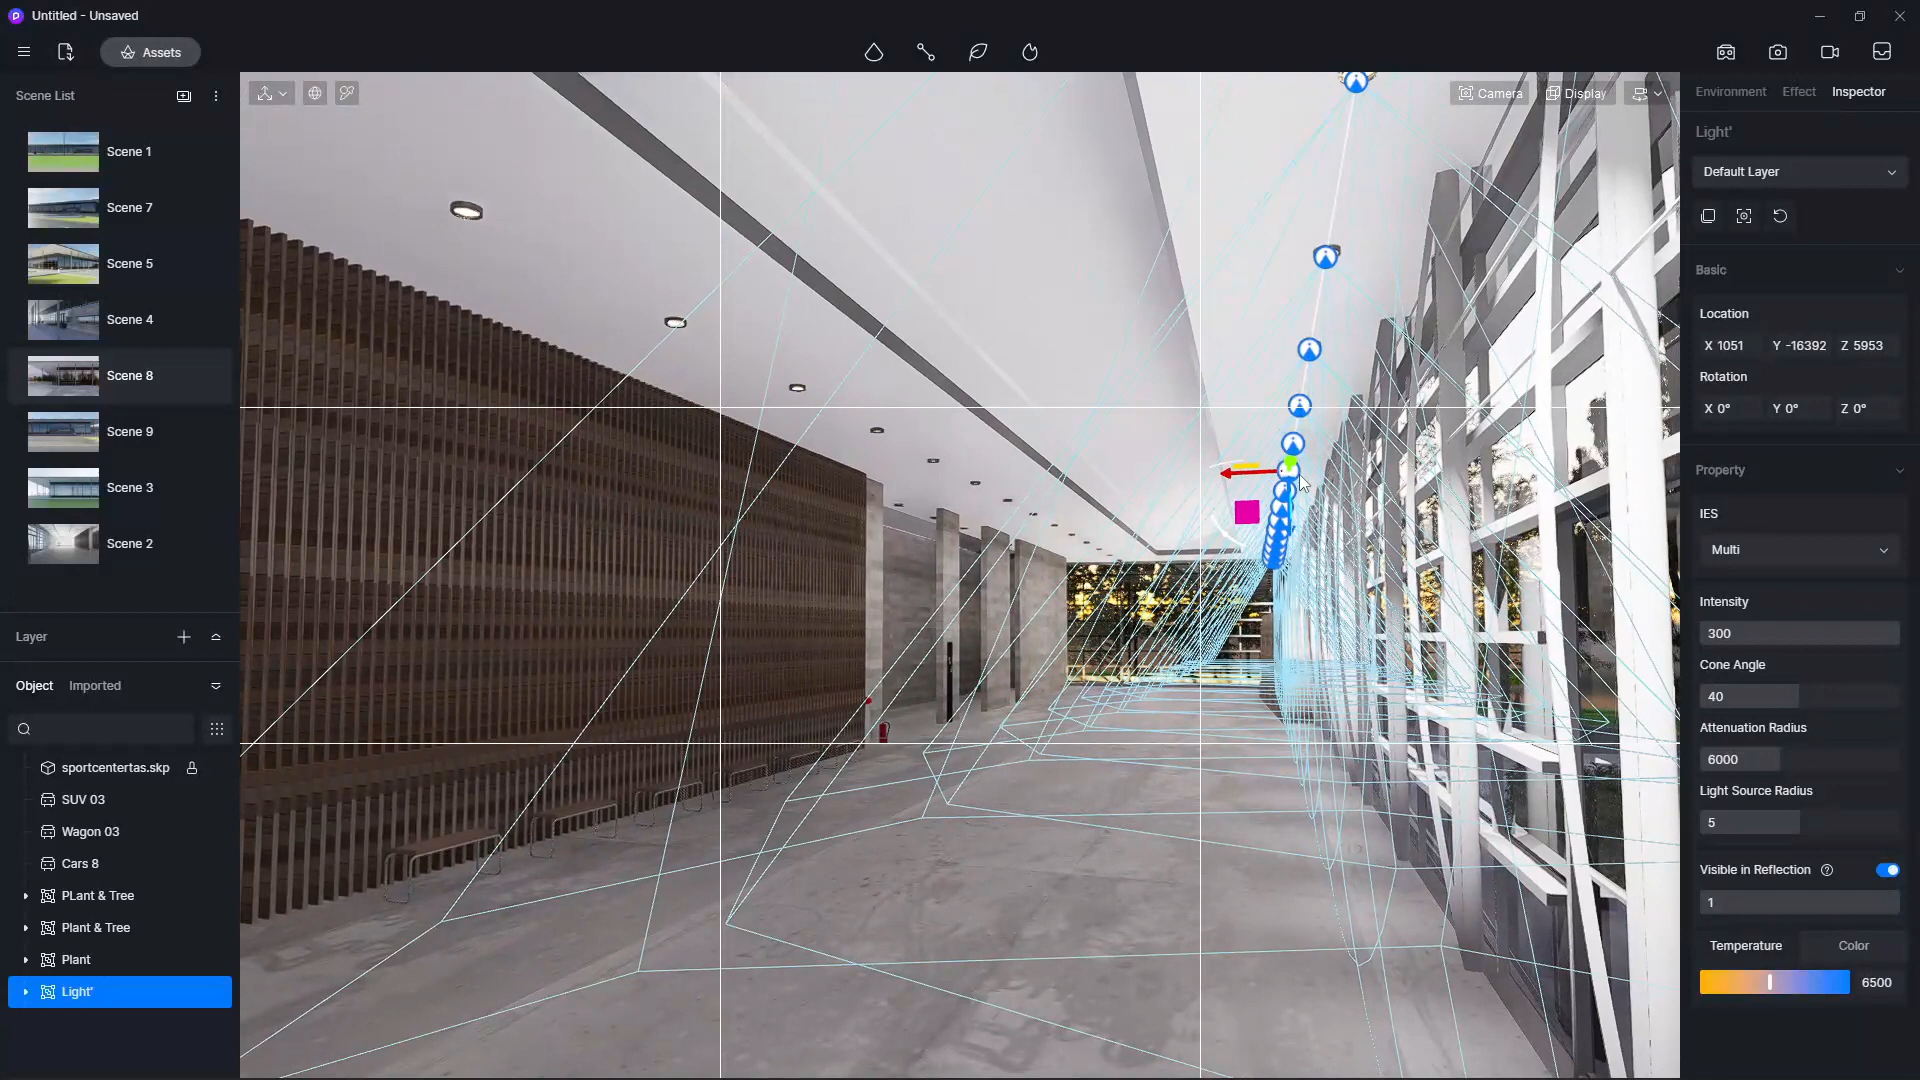 Untitled - Unsaved
Assets
Scene List
Scene 1
Scene 7
Scene 5
Scene 4
Scene 8
Scene 9
Scene 3
Scene 2
Layer
Object Imported
sportcentertas.skp
SUV 03
Wagon 03
Cars 8
PLant & Tree
Plant & Tree
Plant
Light'
Camera Display
Environment Effect Inspector
Light'
Default Layer
Basic
Location
X 1051 Y -16392 Z 5953
Rotation
X 0° Y 0° Z 0°
Property
IES
Multi
Intensity
300
Cone Angle
40
Attenuation Radius
6000
Light Source Radius
5
Visible in Reflection ?
1
Temperature Color
6500